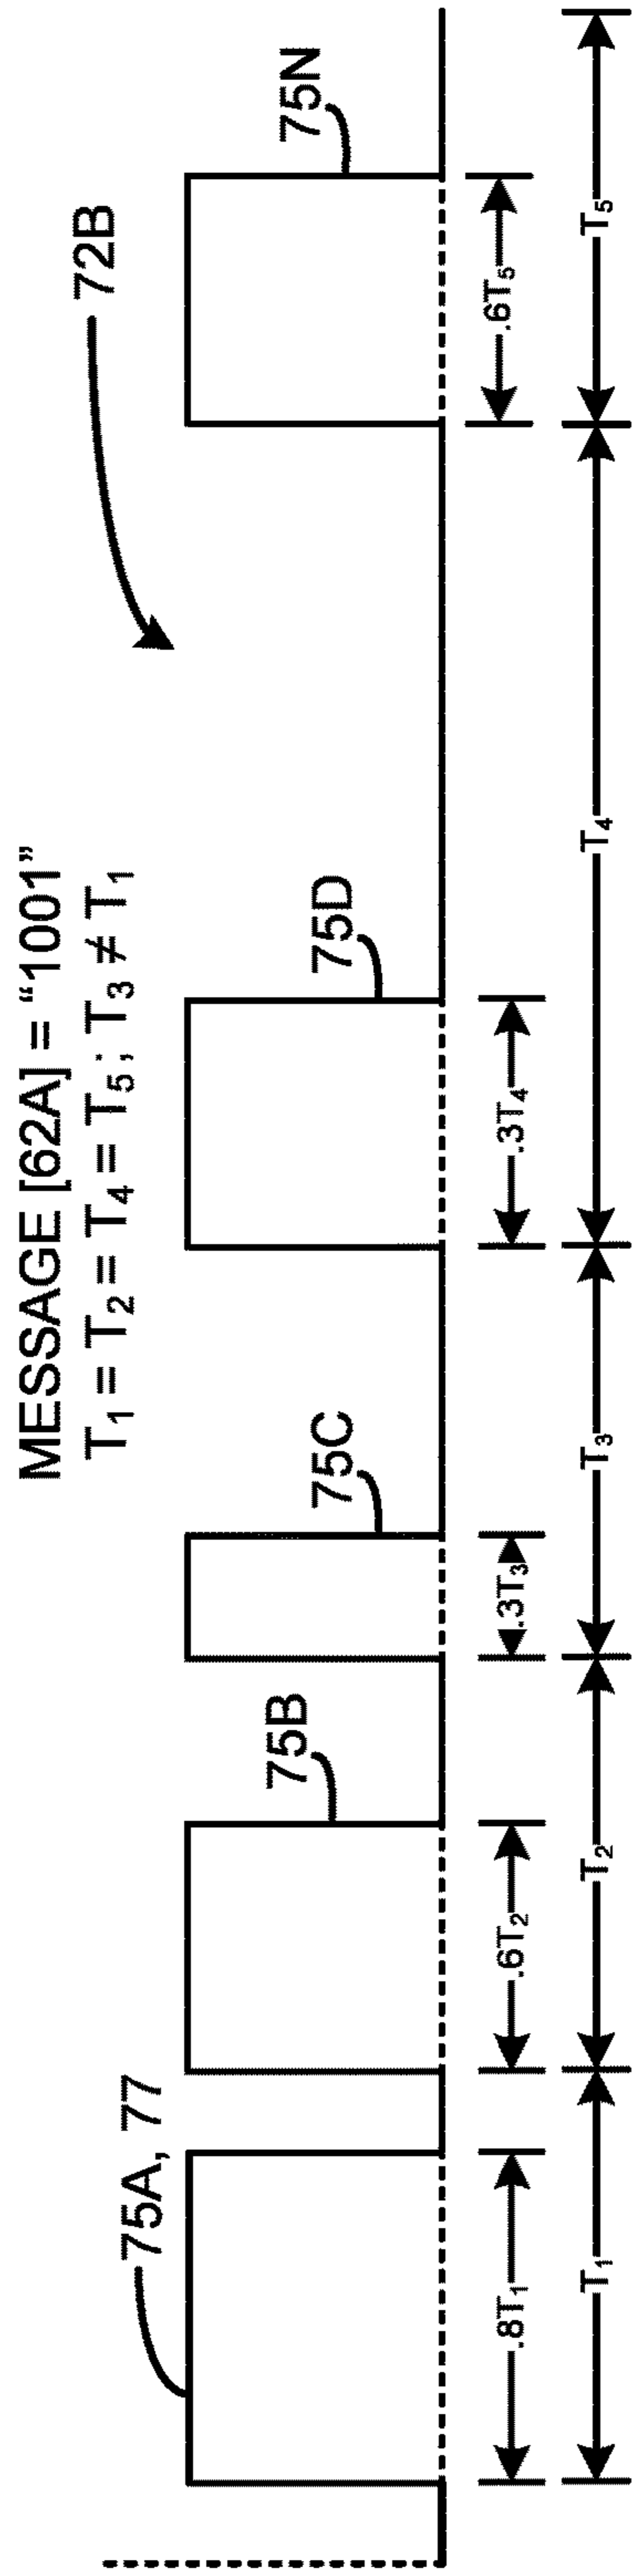 MESSAGE [62A] = “1001”
T₁ = T₂ = T₄ = T₅; T₃ ≠ T₁
72B
75A, 77
75B
75C
75D
75N
.8T₁
.6T₂
.3T₃
.3T₄
.6T₅
T₁
T₂
T₃
T₄
T₅